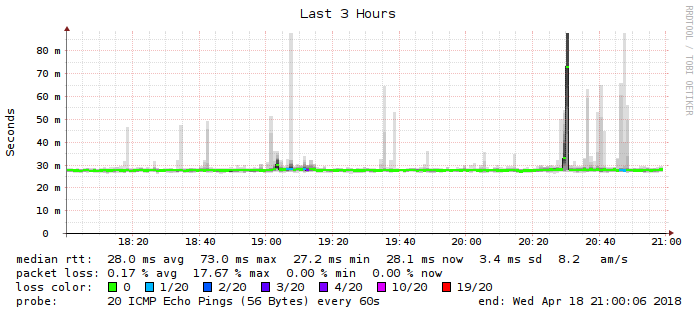 Last 3 Hours
RRDTOOL / TOBI OETIKER
Seconds
80 m
70 m
60 m
50 m
40 m
30 m
20 m
10 m
0
18:20 18:40 19:00 19:20 19:40 20:00 20:20 20:40 21:00
median rtt: 28.0 ms avg 73.0 ms max 27.2 ms min 28.1 ms now 3.4 ms sd 8.2 am/s
packet loss: 0.17 % avg 17.67 % max 0.00 % min 0.00 % now
loss color: 0 1/20 2/20 3/20 4/20 10/20 19/20
probe: 20 ICMP Echo Pings (56 Bytes) every 60s end: Wed Apr 18 21:00:06 2018